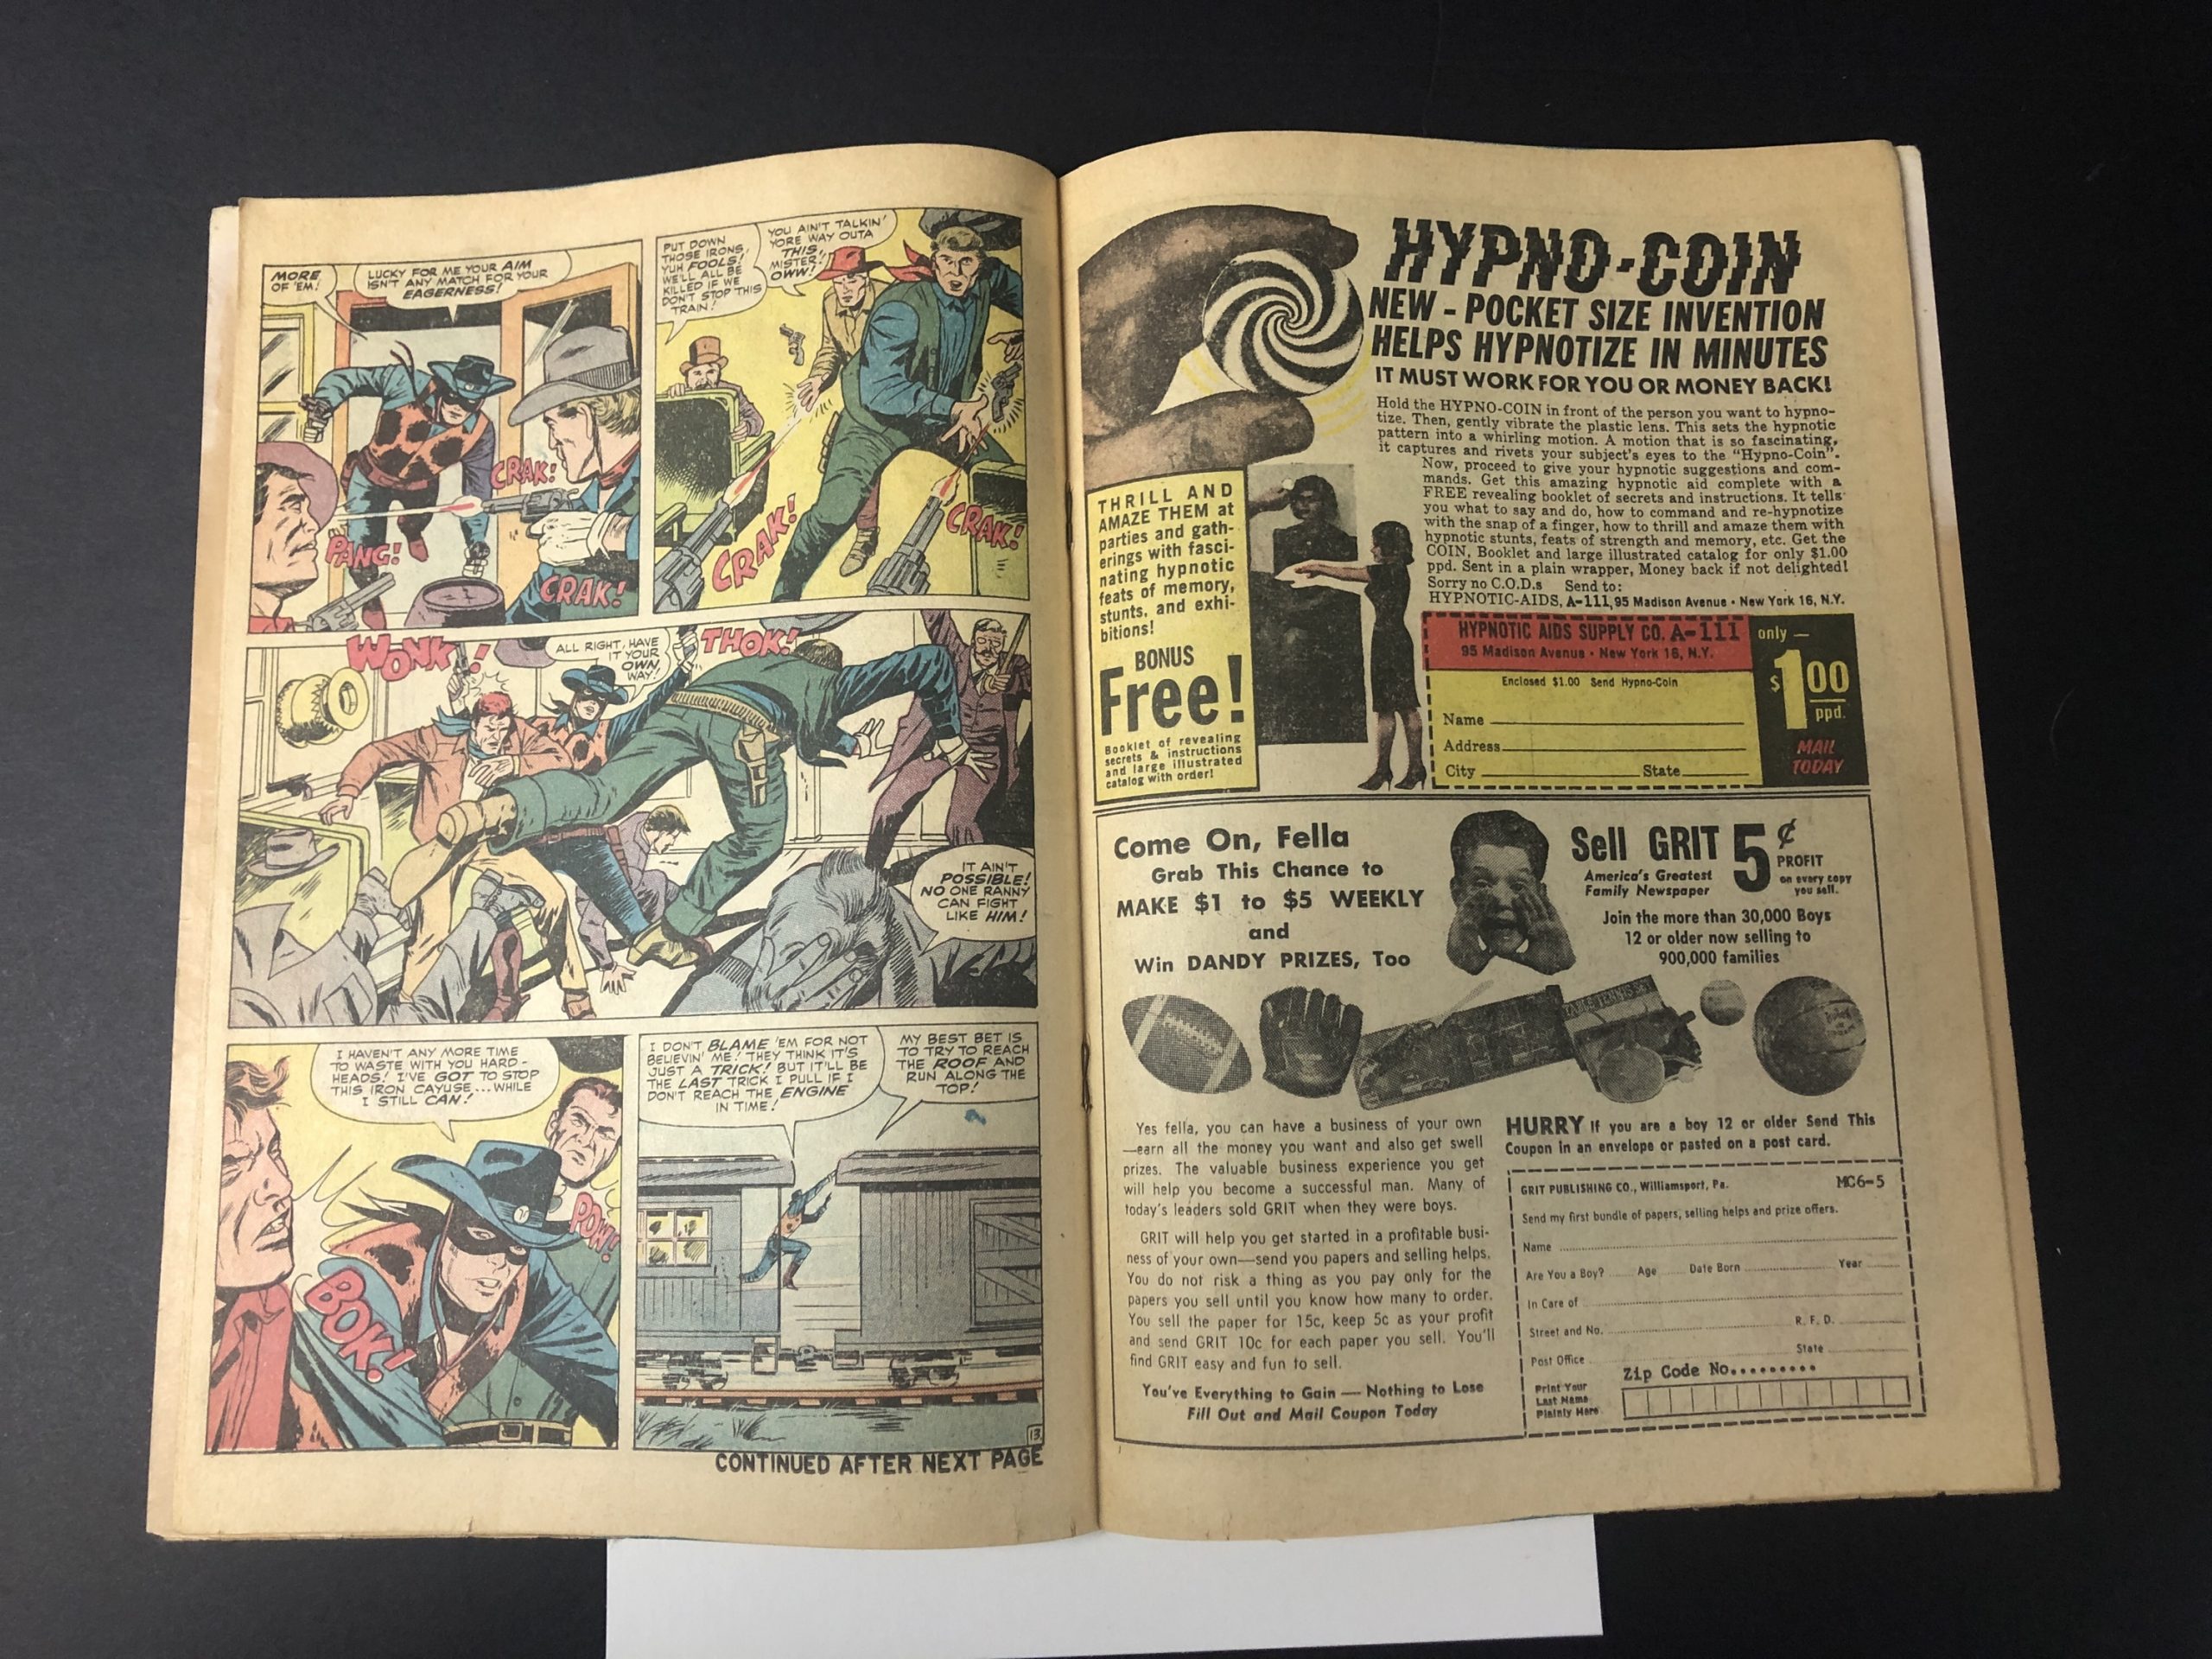 MORE
OF 'EM!
LUCKY FOR ME YOUR AIM
ISN'T ANY MATCH FOR YOUR
EAGERNESS!
CRAK!
PANG!
CRAK!
PUT DOWN
THOSE IRONS,
YUH FOOLS!
WE'LL ALL BE
KILLED IF WE
DON'T STOP THIS
TRAIN!
YOU AIN'T TALKIN'
YORE WAY OUTA
THIS,
MISTER!
OWW!
CRAK!
CRAK!
WONK!
ALL RIGHT, HAVE
IT YOUR
OWN
WAY!
THOK!
IT AIN'T
POSSIBLE!
NO ONE RANNY
CAN FIGHT
LIKE HIM!
I HAVEN'T ANY MORE TIME
TO WASTE WITH YOU HARD-
HEADS! I'VE GOT TO STOP
THIS IRON CAYUSE...WHILE
I STILL CAN!
POW!
BOK!
I DON'T BLAME 'EM FOR NOT
BELIEVIN' ME! THEY THINK IT'S
JUST A TRICK! BUT IT'LL BE
THE LAST TRICK I PULL IF I
DON'T REACH THE ENGINE
IN TIME!
MY BEST BET IS
TO TRY TO REACH
THE ROOF AND
RUN ALONG THE
TOP!
13
CONTINUED AFTER NEXT PAGE
HYPNO-COIN
NEW - POCKET SIZE INVENTION
HELPS HYPNOTIZE IN MINUTES
IT MUST WORK FOR YOU OR MONEY BACK!
Hold the HYPNO-COIN in front of the person you want to hypno-
tize. Then, gently vibrate the plastic lens. This sets the hypnotic
pattern into a whirling motion. A motion that is so fascinating,
it captures and rivets your subject's eyes to the "Hypno-Coin".
Now, proceed to give your hypnotic suggestions and com-
mands. Get this amazing hypnotic aid complete with a
FREE revealing booklet of secrets and instructions. It tells
you what to say and do, how to command and re-hypnotize
with the snap of a finger, how to thrill and amaze them with
hypnotic stunts, feats of strength and memory, etc. Get the
COIN, Booklet and large illustrated catalog for only $1.00
ppd. Sent in a plain wrapper, Money back if not delighted!
Sorry no C.O.D.s Send to:
HYPNOTIC-AIDS, A-111, 95 Madison Avenue • New York 16, N.Y.
THRILL AND
AMAZE THEM at
parties and gath-
erings with fasci-
nating hypnotic
feats of memory,
stunts, and exhi-
bitions!
BONUS
Free!
Booklet of revealing
secrets & instructions
and large illustrated
catalog with order!
HYPNOTIC AIDS SUPPLY CO. A-111
95 Madison Avenue • New York 16, N.Y.
Enclosed $1.00 Send Hypno-Coin
Name
Address
City State
only —
$1.00
ppd.
MAIL
TODAY
Come On, Fella
Grab This Chance to
MAKE $1 to $5 WEEKLY
and
Win DANDY PRIZES, Too
Sell GRIT 5¢
America's Greatest
Family Newspaper
PROFIT
on every copy
you sell.
Join the more than 30,000 Boys
12 or older now selling to
900,000 families
TABLE TENNIS SET
Yes fella, you can have a business of your own
—earn all the money you want and also get swell
prizes. The valuable business experience you get
will help you become a successful man. Many of
today's leaders sold GRIT when they were boys.
GRIT will help you get started in a profitable busi-
ness of your own—send you papers and selling helps.
You do not risk a thing as you pay only for the
papers you sell until you know how many to order.
You sell the paper for 15c, keep 5c as your profit
and send GRIT 10c for each paper you sell. You'll
find GRIT easy and fun to sell.
You've Everything to Gain — Nothing to Lose
Fill Out and Mail Coupon Today
HURRY If you are a boy 12 or older Send This
Coupon in an envelope or pasted on a post card.
GRIT PUBLISHING CO., Williamsport, Pa. MC6-5
Send my first bundle of papers, selling helps and prize offers.
Name
Are You a Boy? Age Date Born Year
In Care of
Street and No. R. F. D.
Post Office State
Zip Code No.
Print Your
Last Name
Plainly Here